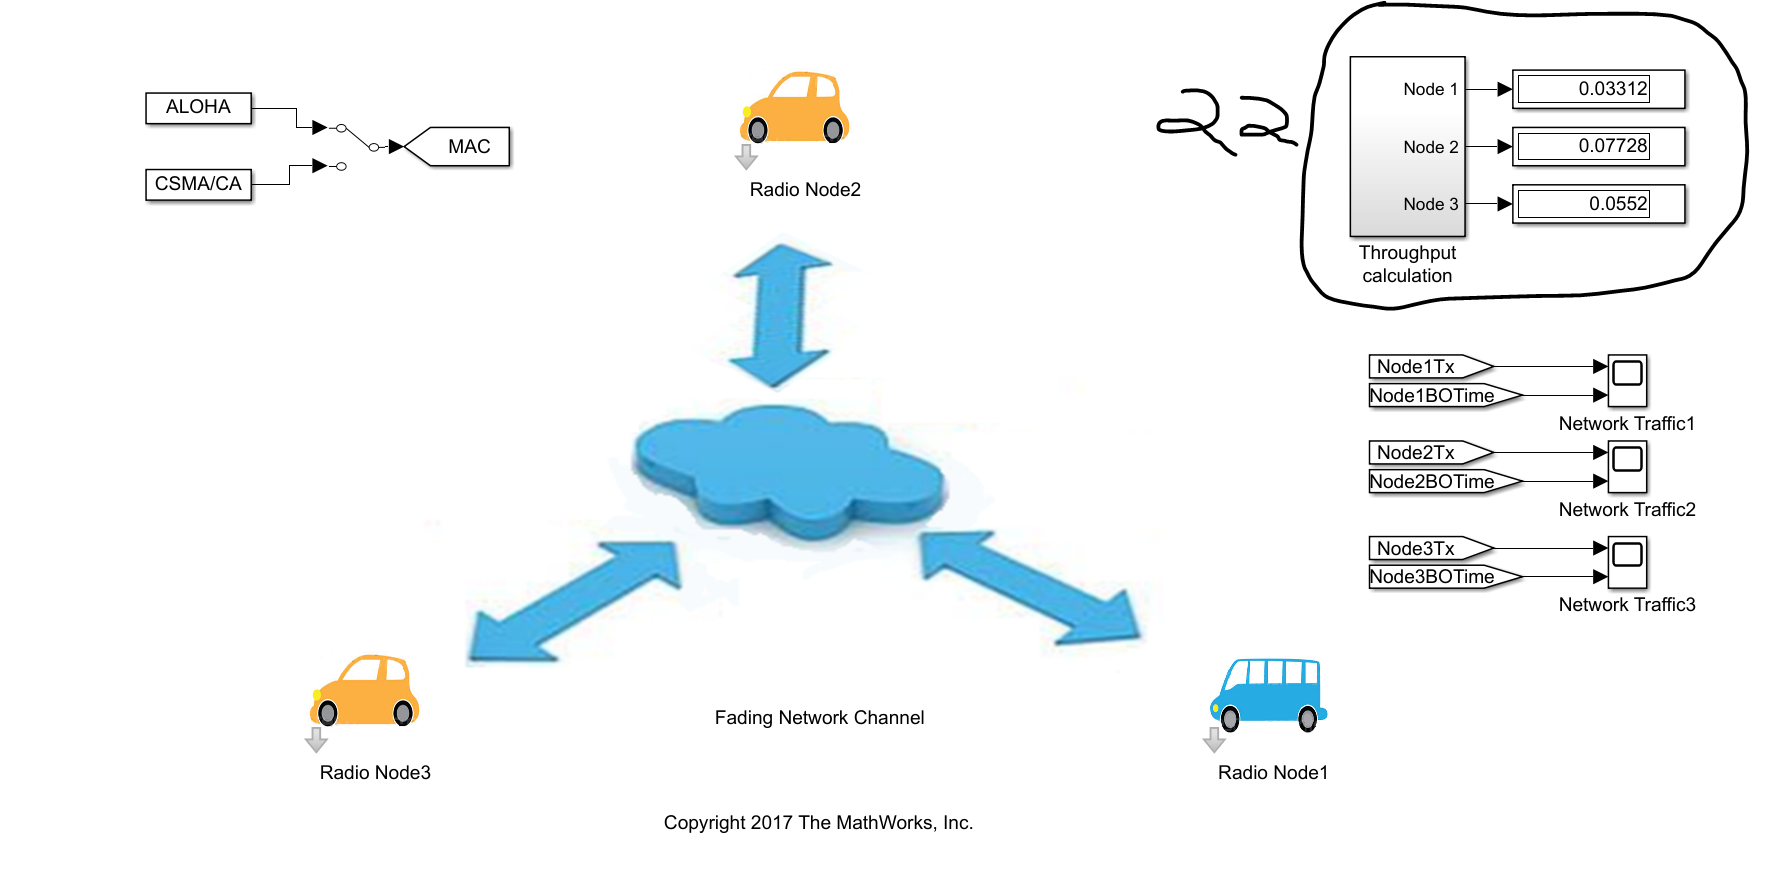 ALOHA
CSMA/CA
MAC
Radio Node2
22
Node 1
0.03312
Node 2
0.07728
Node 3
0.0552
Throughput
calculation
Node1Tx
Node1BOTime
Network Traffic1
Node2Tx
Node2BOTime
Network Traffic2
Node3Tx
Node3BOTime
Network Traffic3
Fading Network Channel
Radio Node3
Radio Node1
Copyright 2017 The MathWorks, Inc.